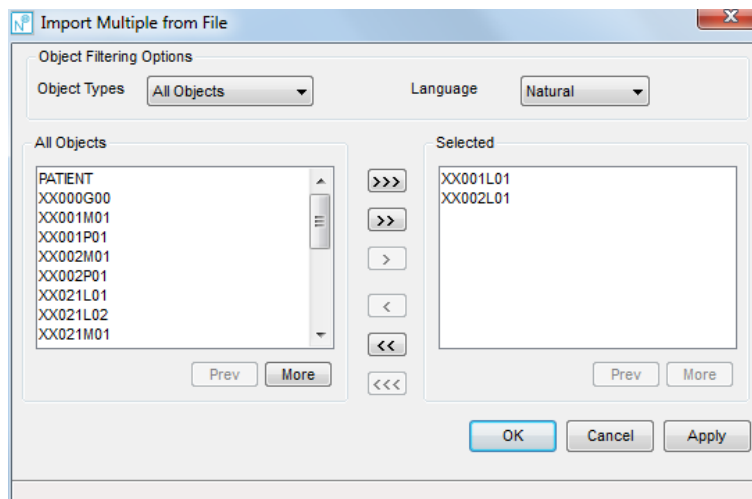 Import Multiple from File
Object Filtering Options
Object Types All Objects Language Natural
All Objects
PATIENT
XX000G00
XX001M01
XX001P01
XX002M01
XX002P01
XX021L01
XX021L02
XX021M01
Prev More
>>>
>>
>
<
<<
<<<
Selected
XX001L01
XX002L01
Prev More
OK Cancel Apply